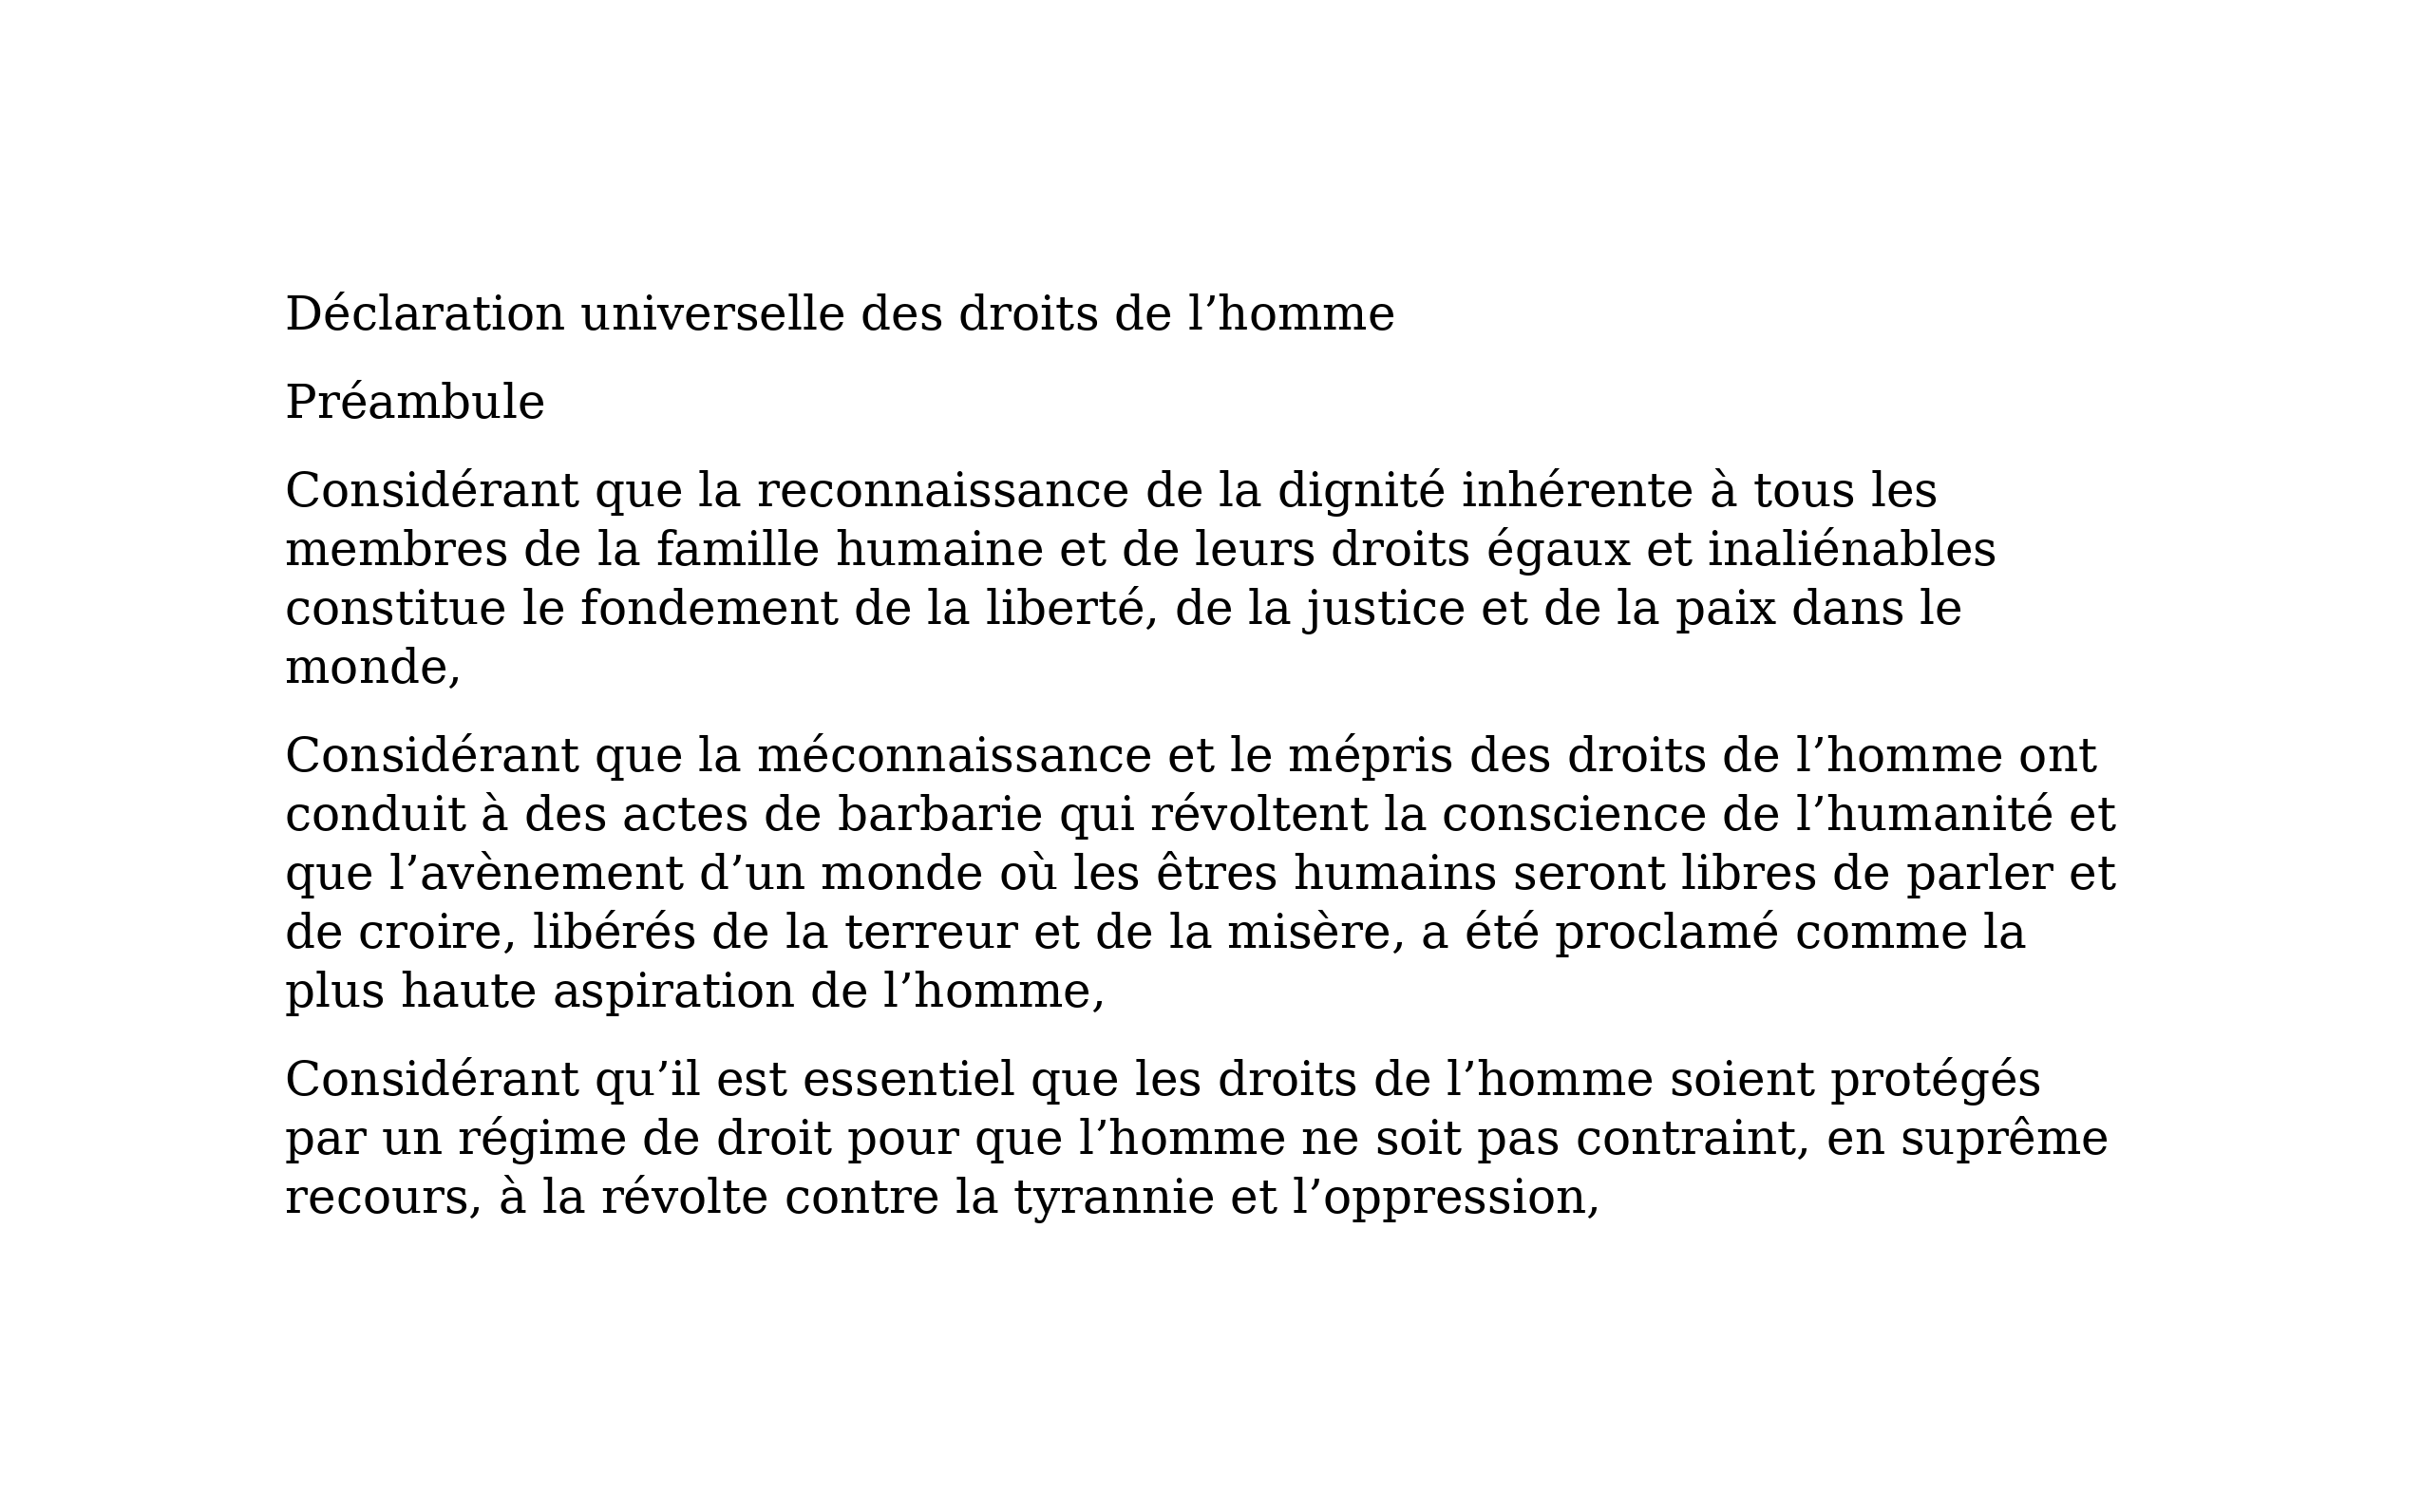 Déclaration universelle des droits de l’homme
Préambule
Considérant que la reconnaissance de la dignité inhérente à tous les
membres de la famille humaine et de leurs droits égaux et inaliénables
constitue le fondement de la liberté, de la justice et de la paix dans le
monde,
Considérant que la méconnaissance et le mépris des droits de l’homme ont
conduit à des actes de barbarie qui révoltent la conscience de l’humanité et
que l’avènement d’un monde où les êtres humains seront libres de parler et
de croire, libérés de la terreur et de la misère, a été proclamé comme la
plus haute aspiration de l’homme,
Considérant qu’il est essentiel que les droits de l’homme soient protégés
par un régime de droit pour que l’homme ne soit pas contraint, en suprême
recours, à la révolte contre la tyrannie et l’oppression,